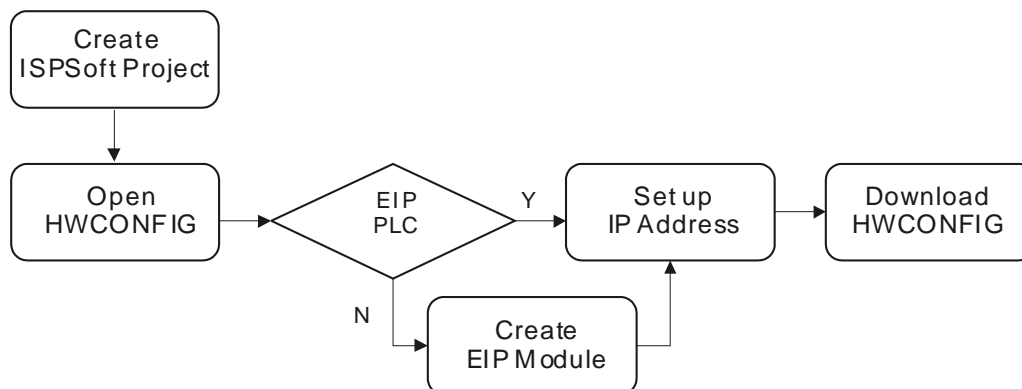 Create
ISPSoft Project
Open
HWCONFIG
EIP
PLC
Y
Set up
IP Address
Download
HWCONFIG
N
Create
EIP Module